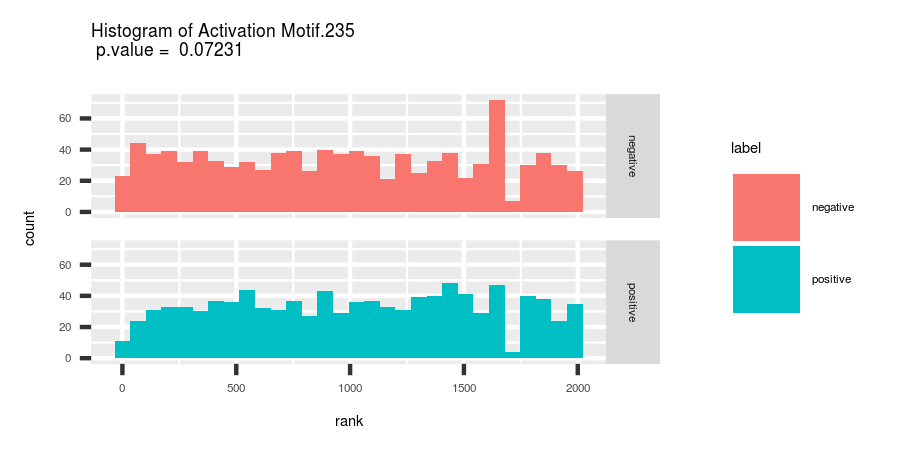 Histogram of Activation Motif.235
p.value = 0.07231
count
60
40
20
0
negative
60
40
20
0
positive
0 500 1000 1500 2000
rank
label
negative
positive